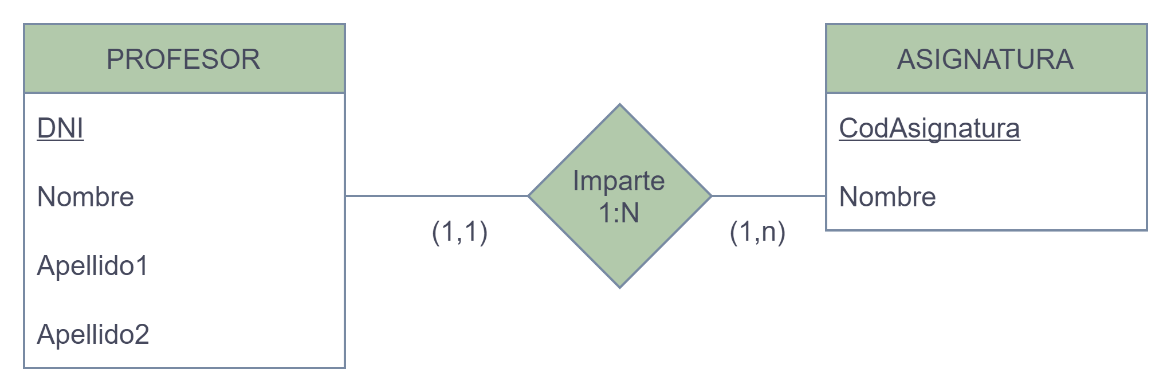 PROFESOR
DNI
Nombre
Apellido1
Apellido2
(1,1)
Imparte
1:N
(1,n)
ASIGNATURA
CodAsignatura
Nombre